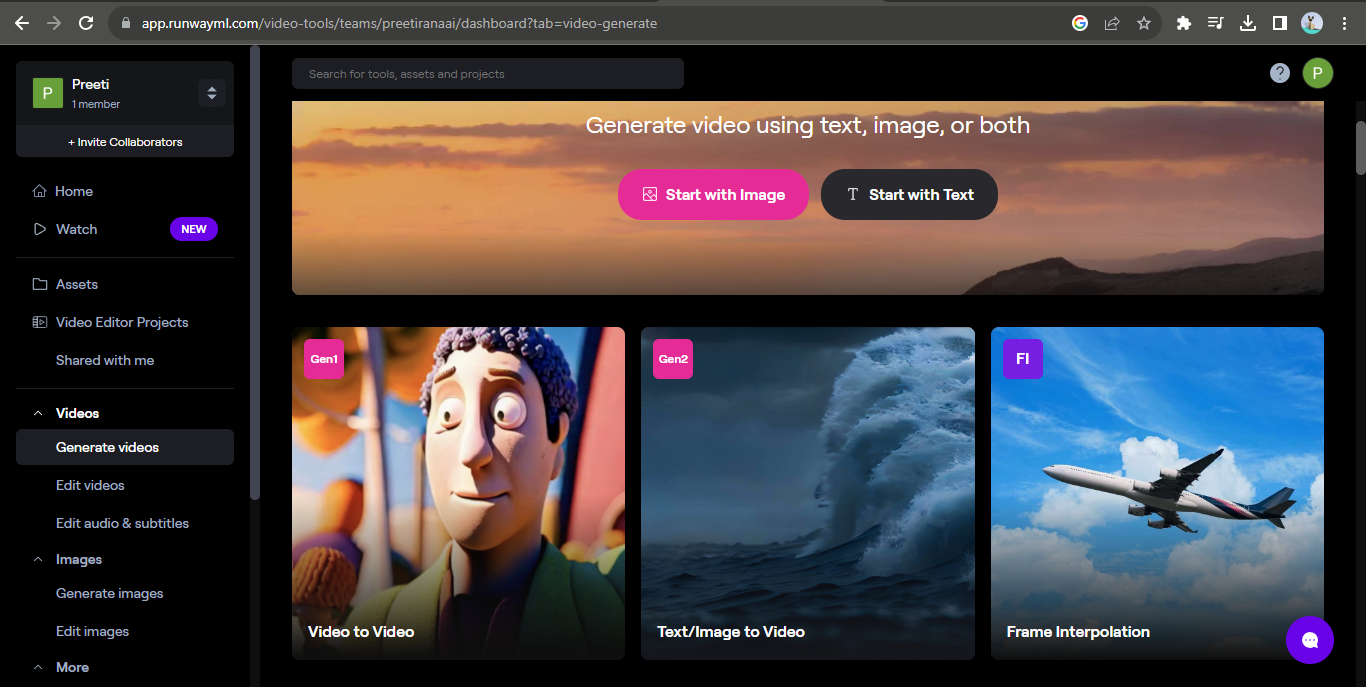 app.runwayml.com/video-tools/teams/preetiranaai/dashboard?tab=video-generate
P
Preeti
1 member
+ Invite Collaborators
Home
Watch
NEW
Assets
Video Editor Projects
Shared with me
Videos
Generate videos
Edit videos
Edit audio & subtitles
Images
Generate images
Edit images
More
Search for tools, assets and projects
?
P
Generate video using text, image, or both
Start with Image
T Start with Text
Gen1
Video to Video
Gen2
Text/Image to Video
FI
Frame Interpolation